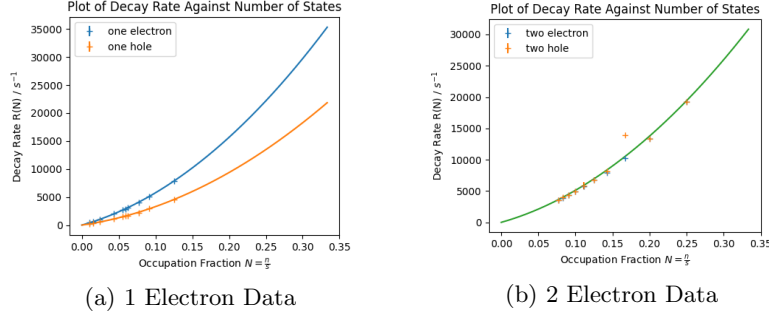 Plot of Decay Rate Against Number of States
one electron
one hole
Decay Rate R(N) / s⁻¹
35000
30000
25000
20000
15000
10000
5000
0
0.00 0.05 0.10 0.15 0.20 0.25 0.30 0.35
Occupation Fraction N = n/s
(a) 1 Electron Data
Plot of Decay Rate Against Number of States
two electron
two hole
Decay Rate R(N) / s⁻¹
30000
25000
20000
15000
10000
5000
0
0.00 0.05 0.10 0.15 0.20 0.25 0.30 0.35
Occupation Fraction N = n/s
(b) 2 Electron Data